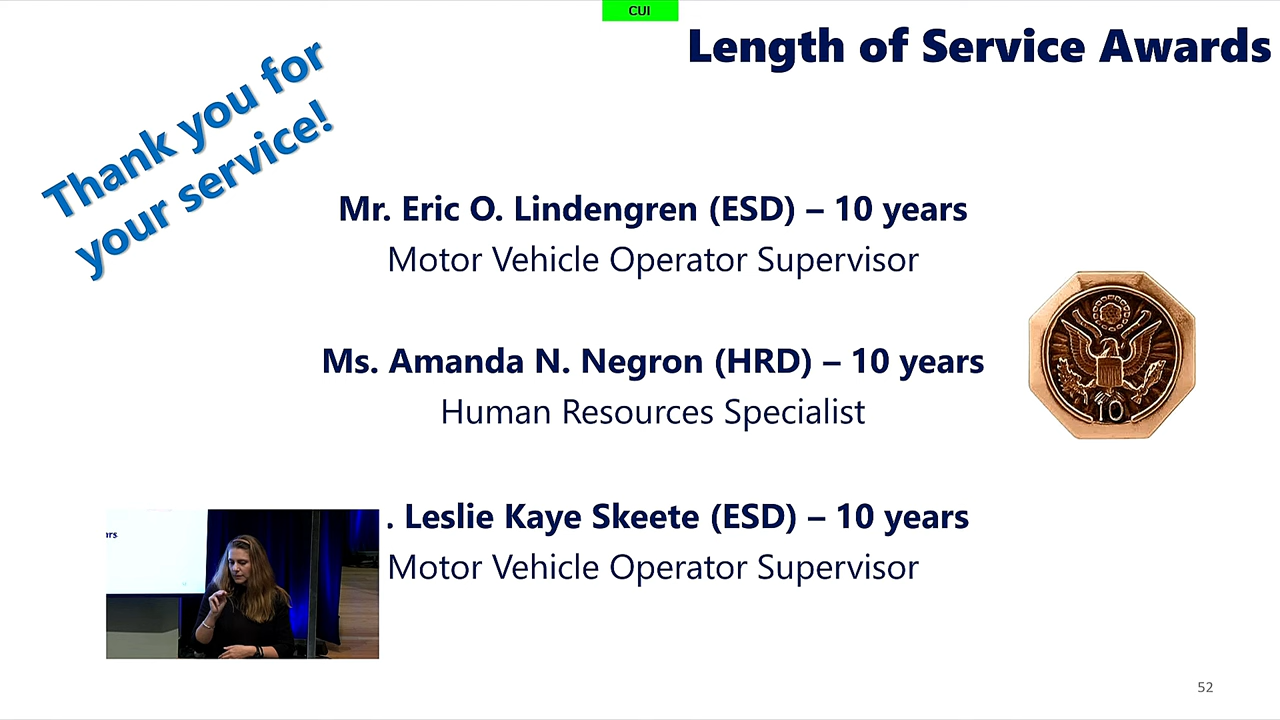 CUI
Length of Service Awards
Thank you for
your service!
Mr. Eric O. Lindengren (ESD) – 10 years
Motor Vehicle Operator Supervisor
Ms. Amanda N. Negron (HRD) – 10 years
Human Resources Specialist
10
. Leslie Kaye Skeete (ESD) – 10 years
Motor Vehicle Operator Supervisor
52